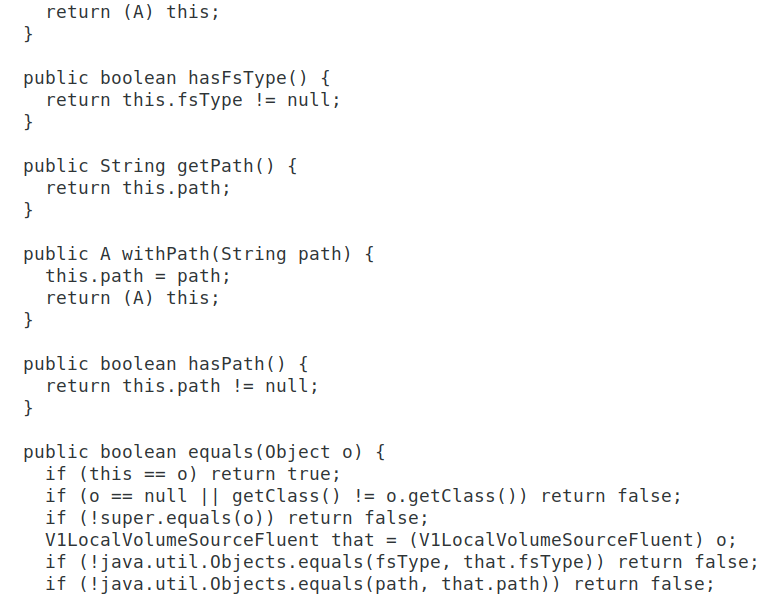 return (A) this;
}
public boolean hasFsType() {
return this.fsType != null;
}
public String getPath() {
return this.path;
}
public A withPath(String path) {
this.path = path;
return (A) this;
}
public boolean hasPath() {
return this.path != null;
}
public boolean equals(Object o) {
if (this == o) return true;
if (o == null || getClass() != o.getClass()) return false;
if (!super.equals(o)) return false;
V1LocalVolumeSourceFluent that = (V1LocalVolumeSourceFluent) o;
if (!java.util.Objects.equals(fsType, that.fsType)) return false;
if (!java.util.Objects.equals(path, that.path)) return false;